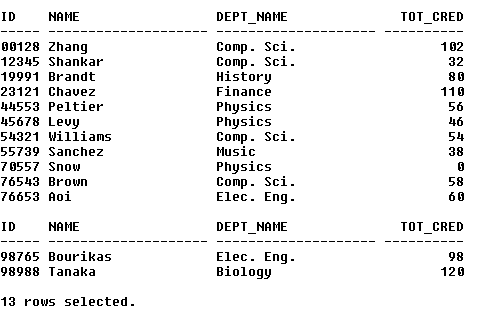 ID    NAME                 DEPT_NAME              TOT_CRED
----- -------------------- -------------------- ----------
00128 Zhang                Comp. Sci.                  102
12345 Shankar              Comp. Sci.                   32
19991 Brandt               History                      80
23121 Chavez               Finance                     110
44553 Peltier              Physics                      56
45678 Levy                 Physics                      46
54321 Williams             Comp. Sci.                   54
55739 Sanchez              Music                        38
70557 Snow                 Physics                       0
76543 Brown                Comp. Sci.                   58
76653 Aoi                  Elec. Eng.                   60
ID    NAME                 DEPT_NAME              TOT_CRED
----- -------------------- -------------------- ----------
98765 Bourikas             Elec. Eng.                   98
98988 Tanaka               Biology                     120
13 rows selected.